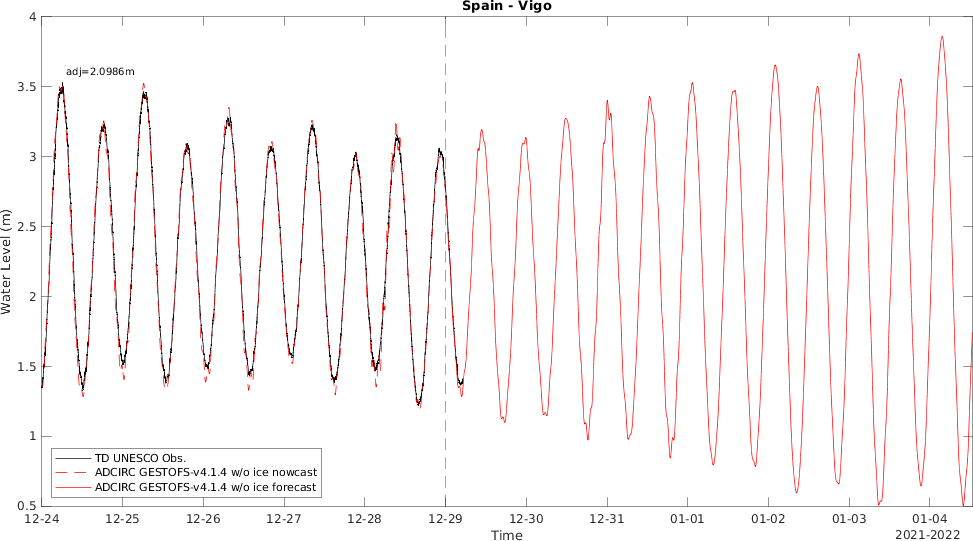 Spain - Vigo
adj=2.0986m
Water Level (m)
4
3.5
3
2.5
2
1.5
1
0.5
TD UNESCO Obs.
ADCIRC GESTOFS-v4.1.4 w/o ice nowcast
ADCIRC GESTOFS-v4.1.4 w/o ice forecast
12-24 12-25 12-26 12-27 12-28 12-29 12-30 12-31 01-01 01-02 01-03 01-04
Time
2021-2022